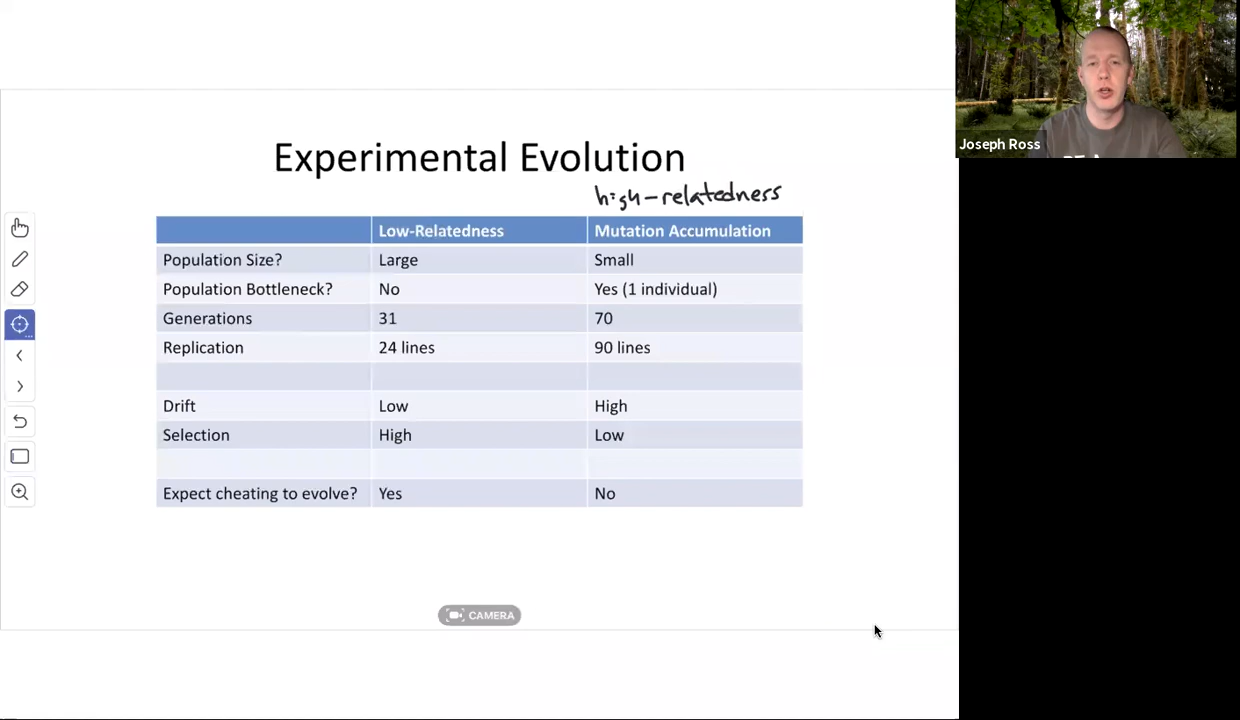 Experimental Evolution
high-relatedness
Low-Relatedness Mutation Accumulation
Population Size? Large Small
Population Bottleneck? No Yes (1 individual)
Generations 31 70
Replication 24 lines 90 lines
Drift Low High
Selection High Low
Expect cheating to evolve? Yes No
CAMERA
Joseph Ross